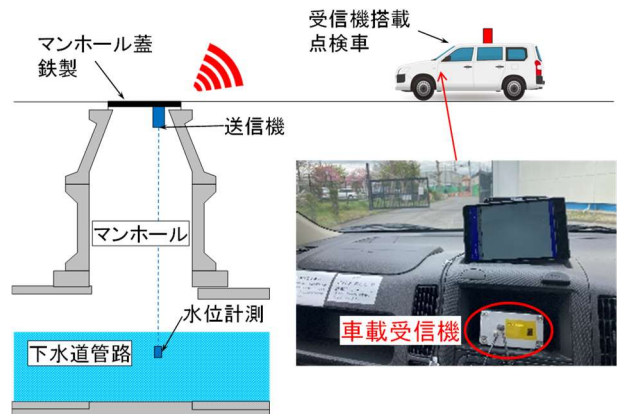 マンホール蓋
鉄製
受信機搭載
点検車
送信機
マンホール
水位計測
下水道管路
車載受信機